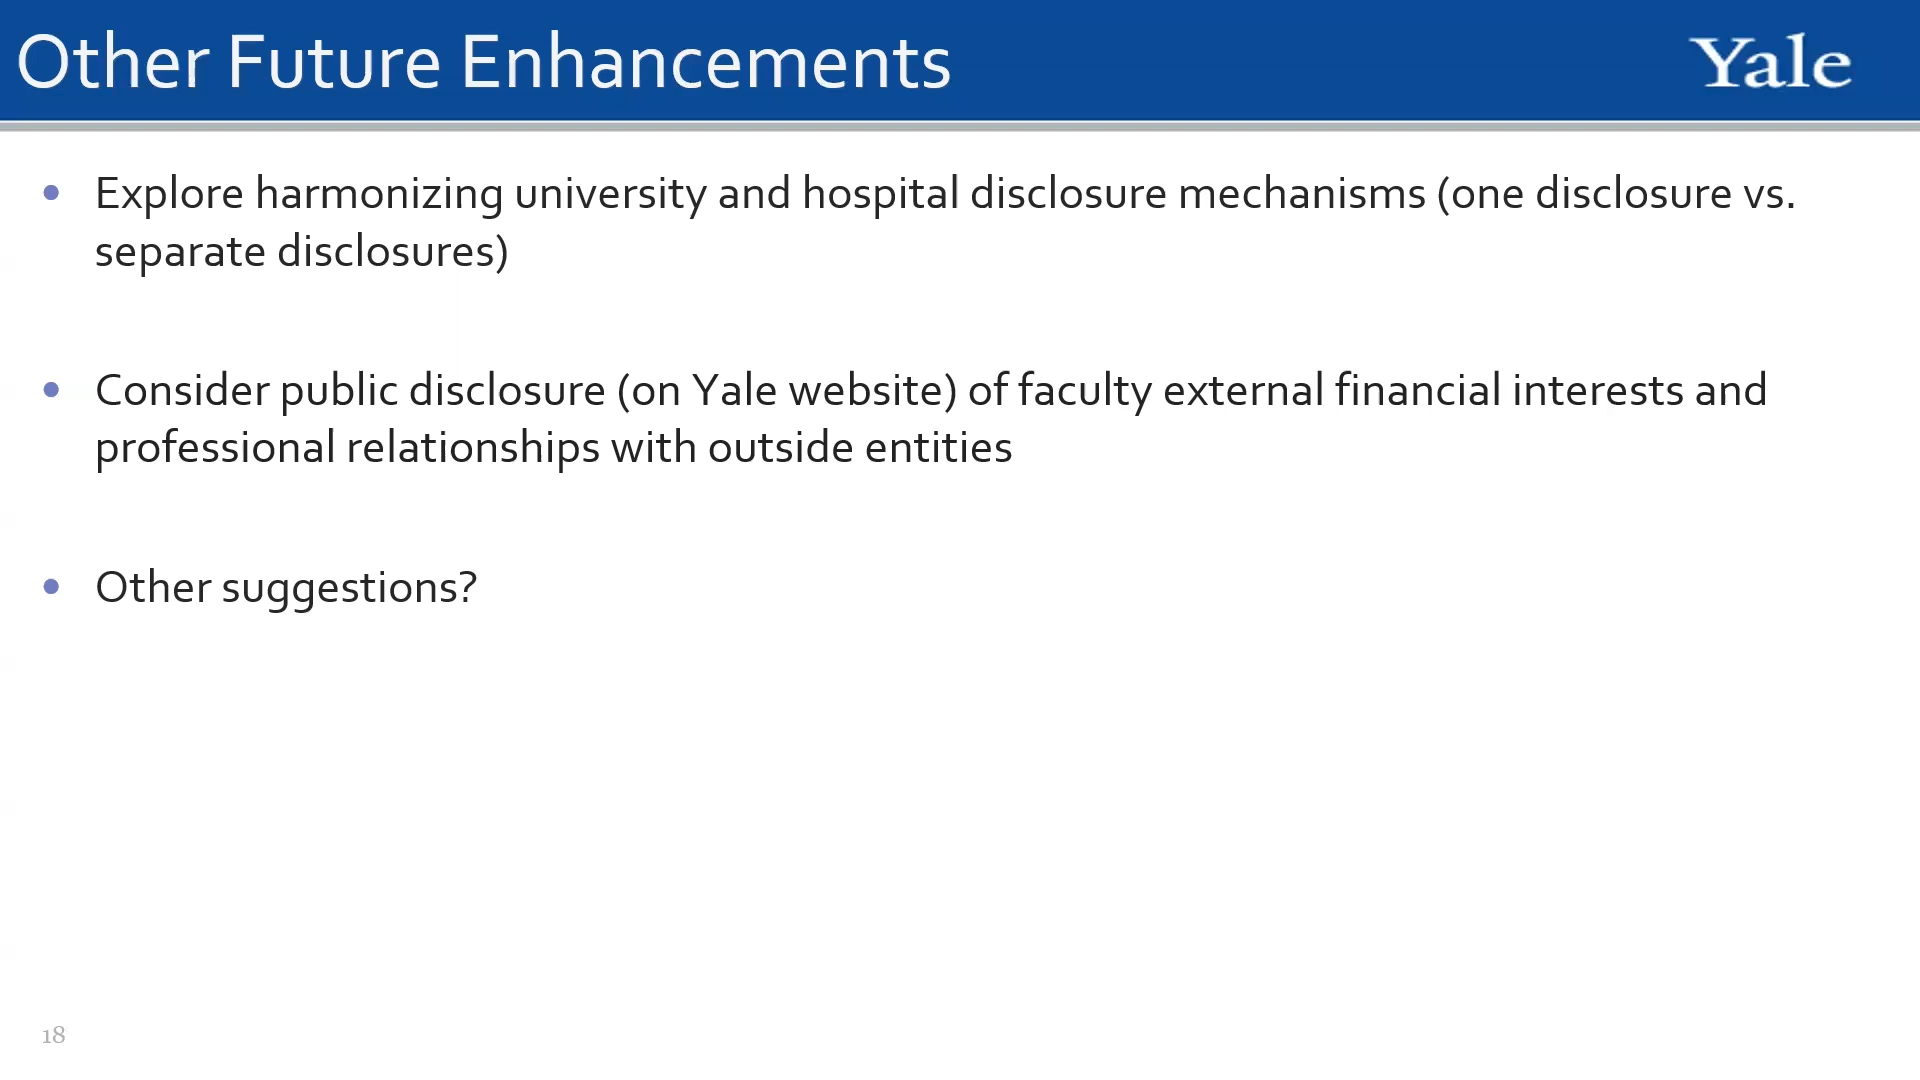 Other Future Enhancements
Yale
• Explore harmonizing university and hospital disclosure mechanisms (one disclosure vs.
separate disclosures)
• Consider public disclosure (on Yale website) of faculty external financial interests and
professional relationships with outside entities
• Other suggestions?
18